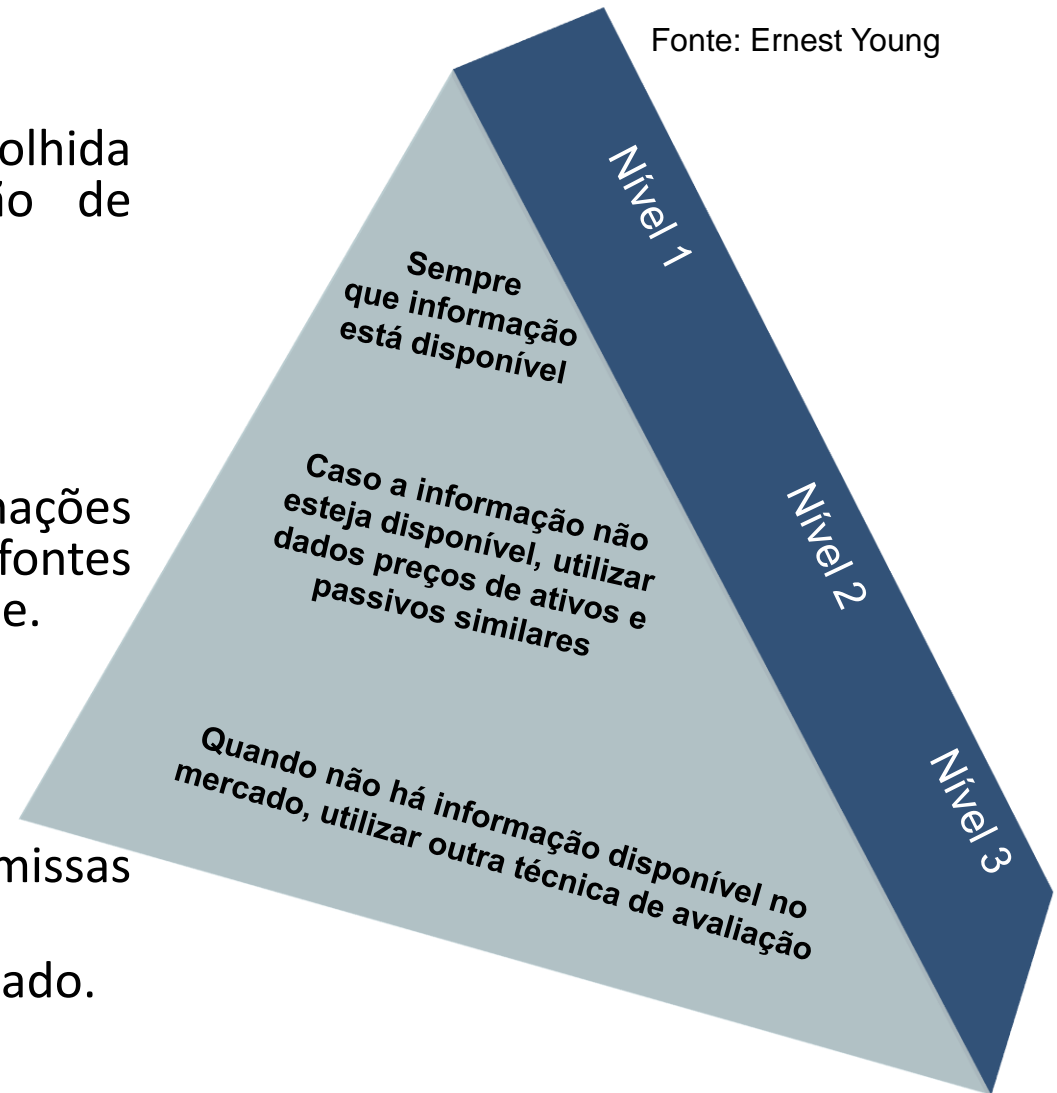 Fonte: Ernest Young
olhida
de
Nível 1
Sempre
que informação
está disponível
Caso a informação não
esteja disponível, utilizar
dados preços de ativos e
passivos similares
Nível 2
nações
fontes
e.
Quando não há informação disponível no
mercado, utilizar outra técnica de avaliação
Nível 3
missas
ado.